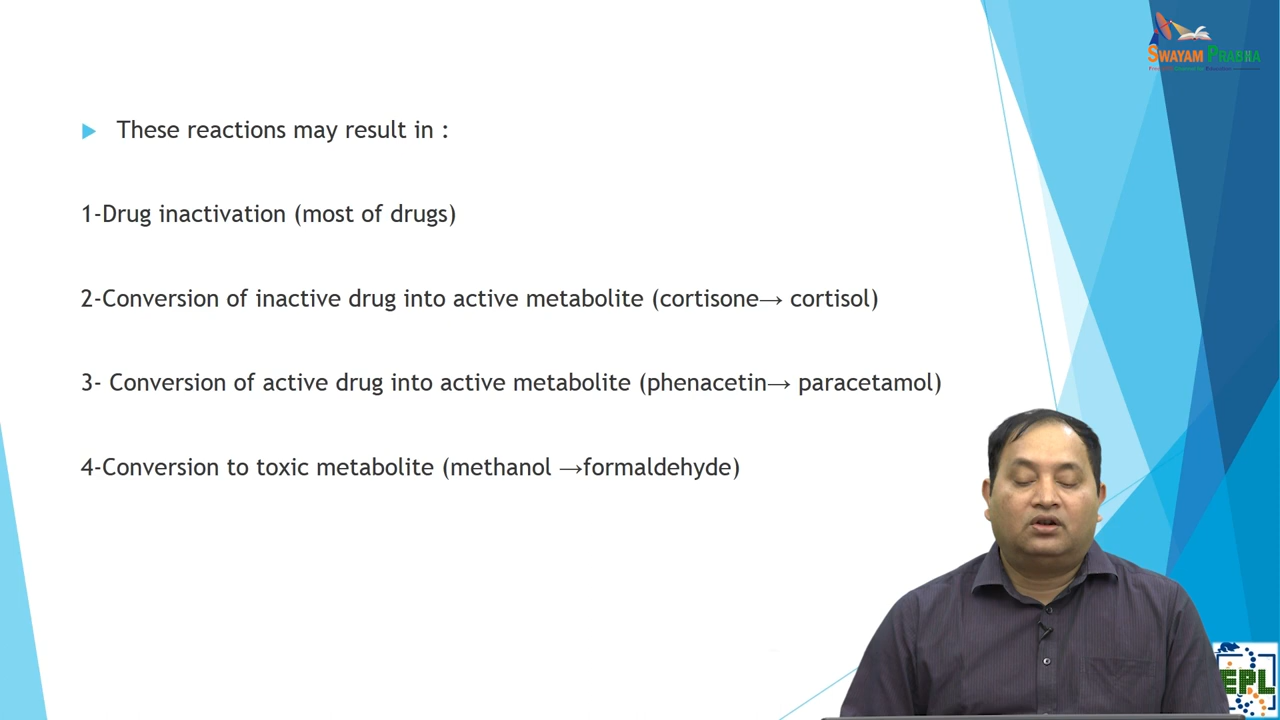 SWAYAM PRABHA
These reactions may result in :
1-Drug inactivation (most of drugs)
2-Conversion of inactive drug into active metabolite (cortisone→ cortisol)
3- Conversion of active drug into active metabolite (phenacetin→ paracetamol)
4-Conversion to toxic metabolite (methanol →formaldehyde)
EPL